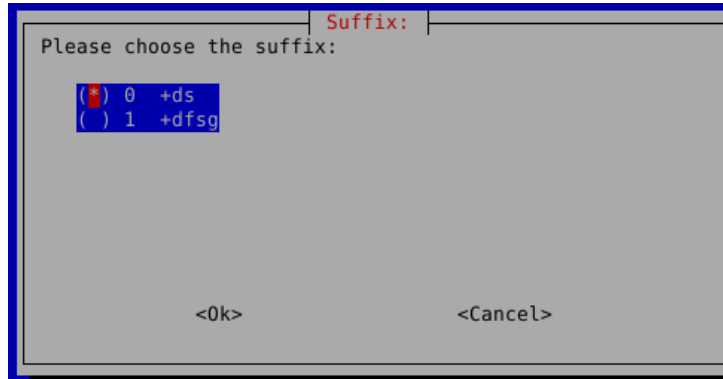 Suffix:
Please choose the suffix:
(*) 0 +ds
( ) 1 +dfsg
<Ok> <Cancel>